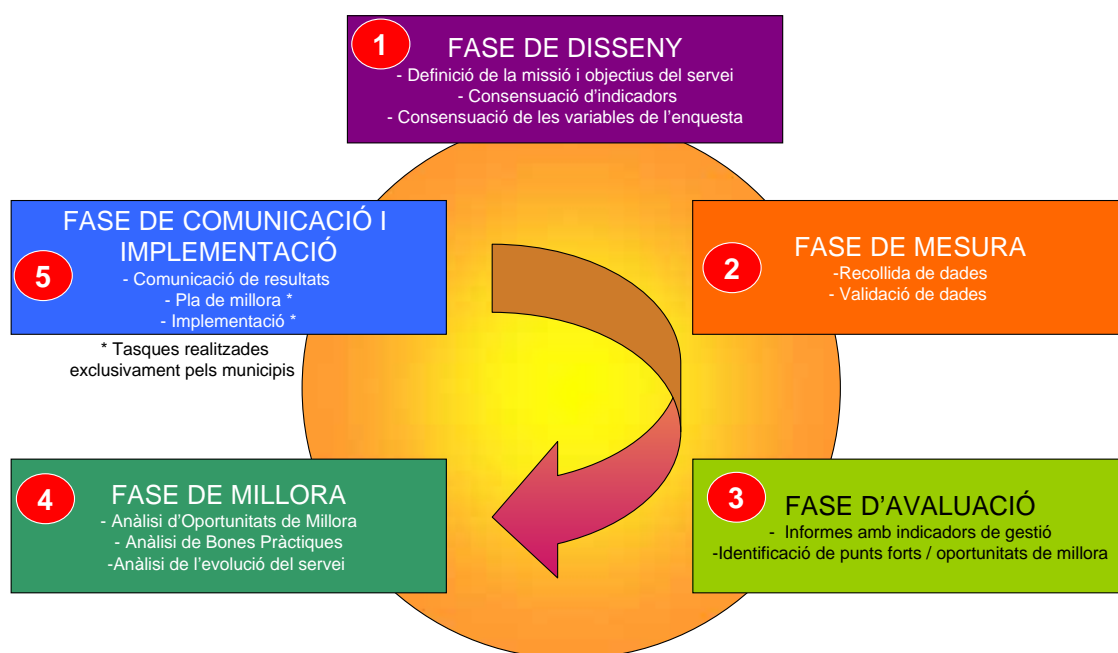 1
FASE DE DISSENY
- Definició de la missió i objectius del servei
- Consensuació d'indicadors
- Consensuació de les variables de l'enquesta
2
FASE DE MESURA
-Recollida de dades
- Validació de dades
3
FASE D'AVALUACIÓ
- Informes amb indicadors de gestió
-Identificació de punts forts / oportunitats de millora
4
FASE DE MILLORA
- Anàlisi d'Oportunitats de Millora
- Anàlisi de Bones Pràctiques
-Anàlisi de l'evolució del servei
5
FASE DE COMUNICACIÓ I
IMPLEMENTACIÓ
- Comunicació de resultats
- Pla de millora *
- Implementació *
* Tasques realitzades
exclusivament pels municipis